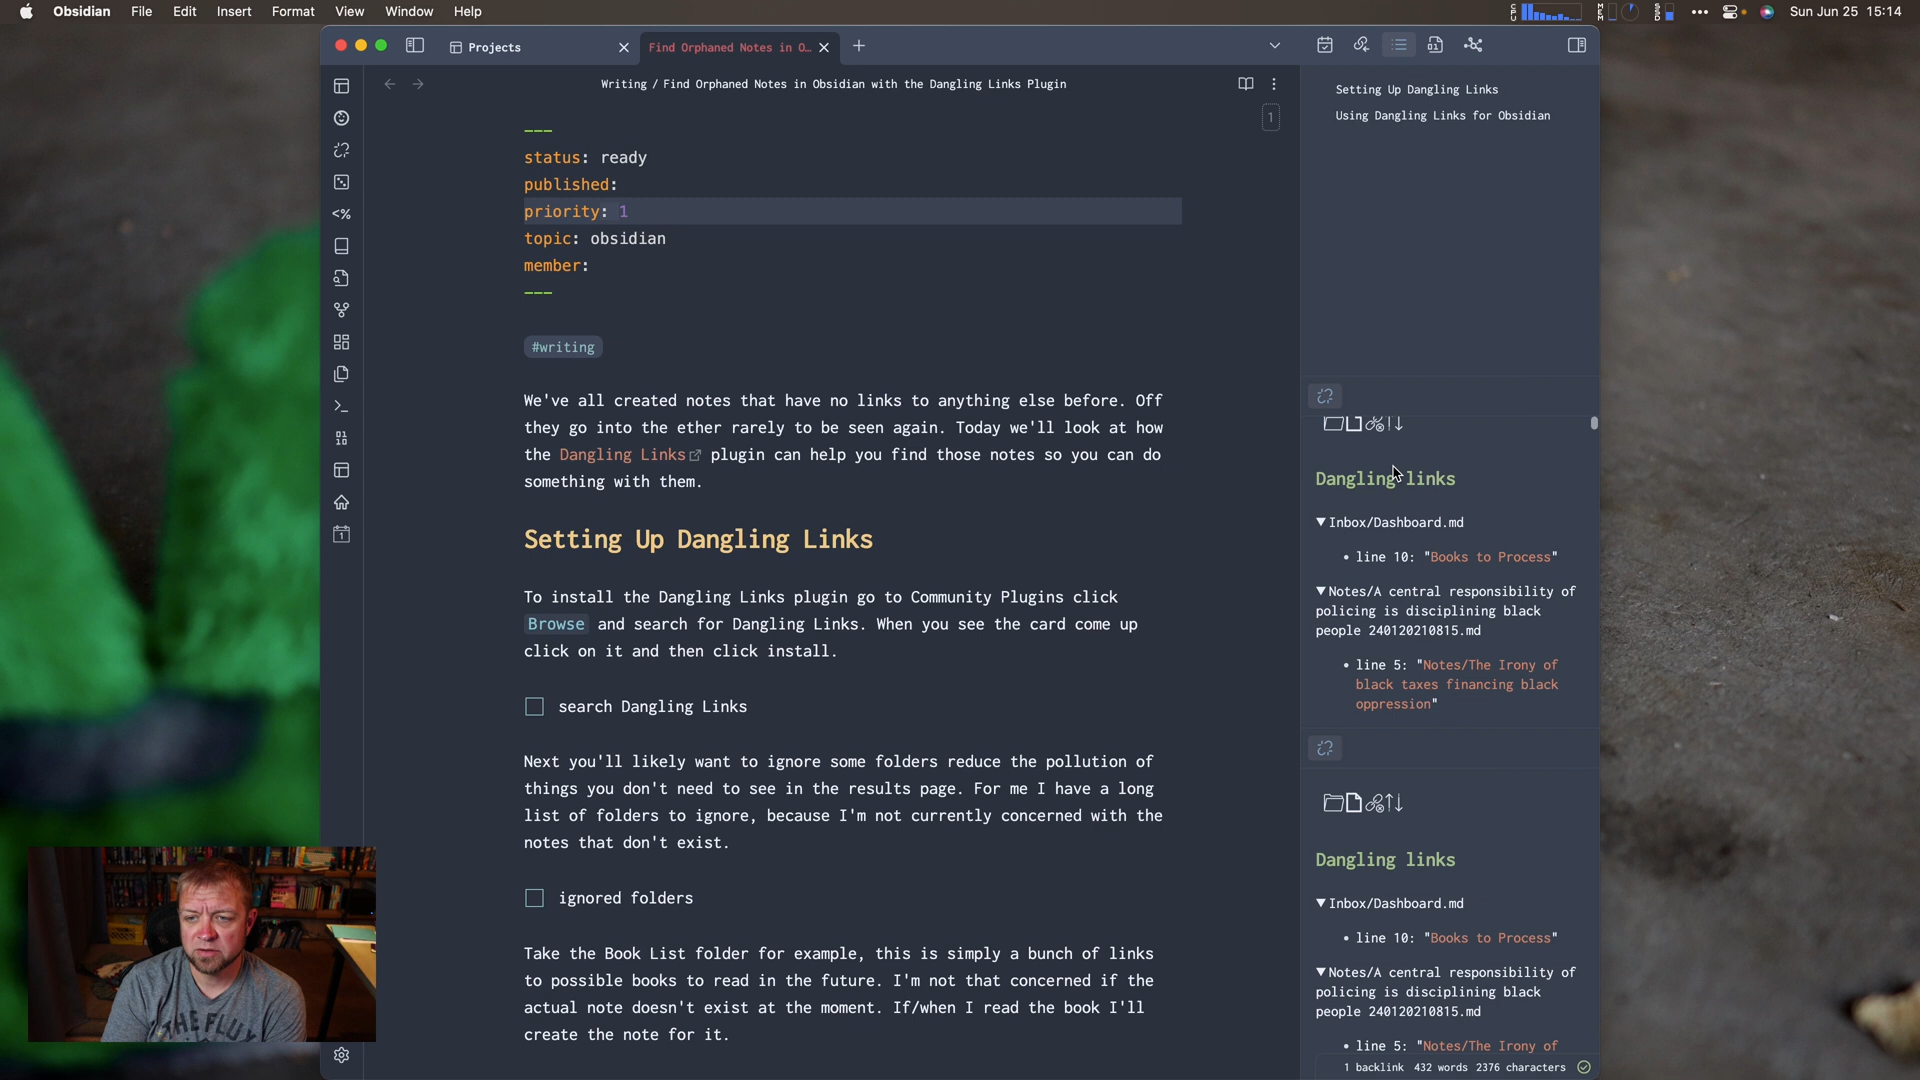 Obsidian File Edit Insert Format View Window Help
Sun Jun 25 15:14
Projects
Find Orphaned Notes in O...
Writing / Find Orphaned Notes in Obsidian with the Dangling Links Plugin
1
---
status: ready
published:
priority: 1
topic: obsidian
member:
---
#writing
We've all created notes that have no links to anything else before. Off
they go into the ether rarely to be seen again. Today we'll look at how
the Dangling Links plugin can help you find those notes so you can do
something with them.
Setting Up Dangling Links
To install the Dangling Links plugin go to Community Plugins click
Browse and search for Dangling Links. When you see the card come up
click on it and then click install.
search Dangling Links
Next you'll likely want to ignore some folders reduce the pollution of
things you don't need to see in the results page. For me I have a long
list of folders to ignore, because I'm not currently concerned with the
notes that don't exist.
ignored folders
Take the Book List folder for example, this is simply a bunch of links
to possible books to read in the future. I'm not that concerned if the
actual note doesn't exist at the moment. If/when I read the book I'll
create the note for it.
Setting Up Dangling Links
Using Dangling Links for Obsidian
Dangling links
Inbox/Dashboard.md
• line 10: "Books to Process"
Notes/A central responsibility of
policing is disciplining black
people 240120210815.md
• line 5: "Notes/The Irony of
black taxes financing black
oppression"
Dangling links
Inbox/Dashboard.md
• line 10: "Books to Process"
Notes/A central responsibility of
policing is disciplining black
people 240120210815.md
• line 5: "Notes/The Irony of
1 backlink 432 words 2376 characters
THE FLUX